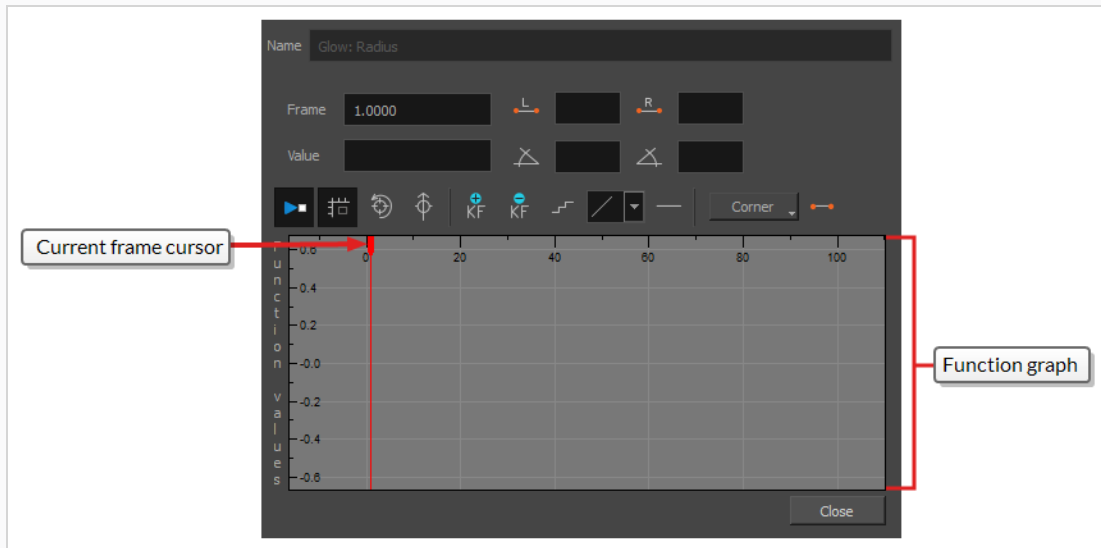 Name Glow: Radius
L R
Frame 1.0000
Value
KF KF Corner
Current frame cursor
Function values
0 20 40 60 80 100
-0.6
-0.4
-0.2
-0.0
-0.2
-0.4
-0.6
Function graph
Close